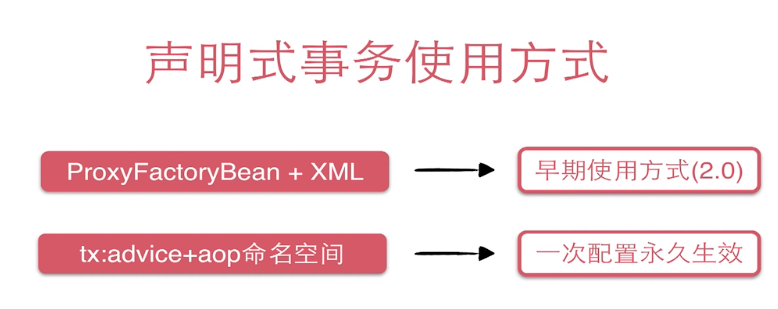 声明式事务使用方式
ProxyFactoryBean + XML
早期使用方式(2.0)
tx:advice+aop命名空间
一次配置永久生效